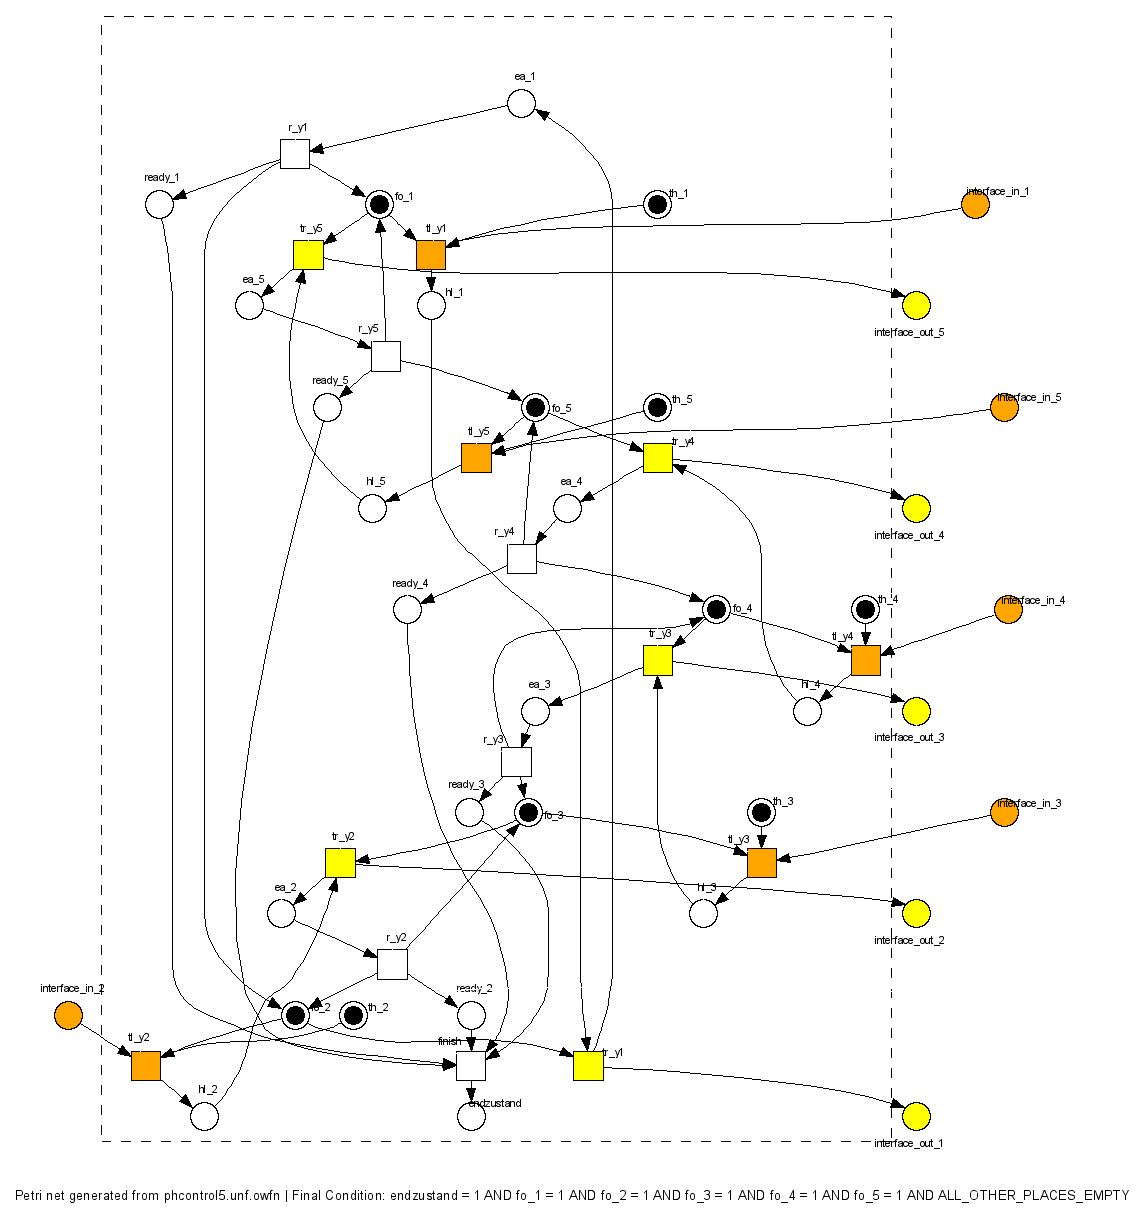 ea_1
r_y1
ready_1
fo_1
th_1
interface_in_1
tr_y5
tl_y1
ea_5
hl_1
interface_out_5
r_y5
ready_5
fo_5
th_5
interface_in_5
tl_y5
tr_y4
hl_5
ea_4
interface_out_4
r_y4
ready_4
fo_4
th_4
interface_in_4
tr_y3
tl_y4
ea_3
hl_4
interface_out_3
r_y3
ready_3
fo_3
th_3
interface_in_3
tr_y2
tl_y3
ea_2
hl_3
interface_out_2
r_y2
interface_in_2
ready_2
fo_2
th_2
tl_y2
finish
tr_y1
hl_2
endzustand
interface_out_1
Petri net generated from phcontrol5.unf.owfn | Final Condition: endzustand = 1 AND fo_1 = 1 AND fo_2 = 1 AND fo_3 = 1 AND fo_4 = 1 AND fo_5 = 1 AND ALL_OTHER_PLACES_EMPTY